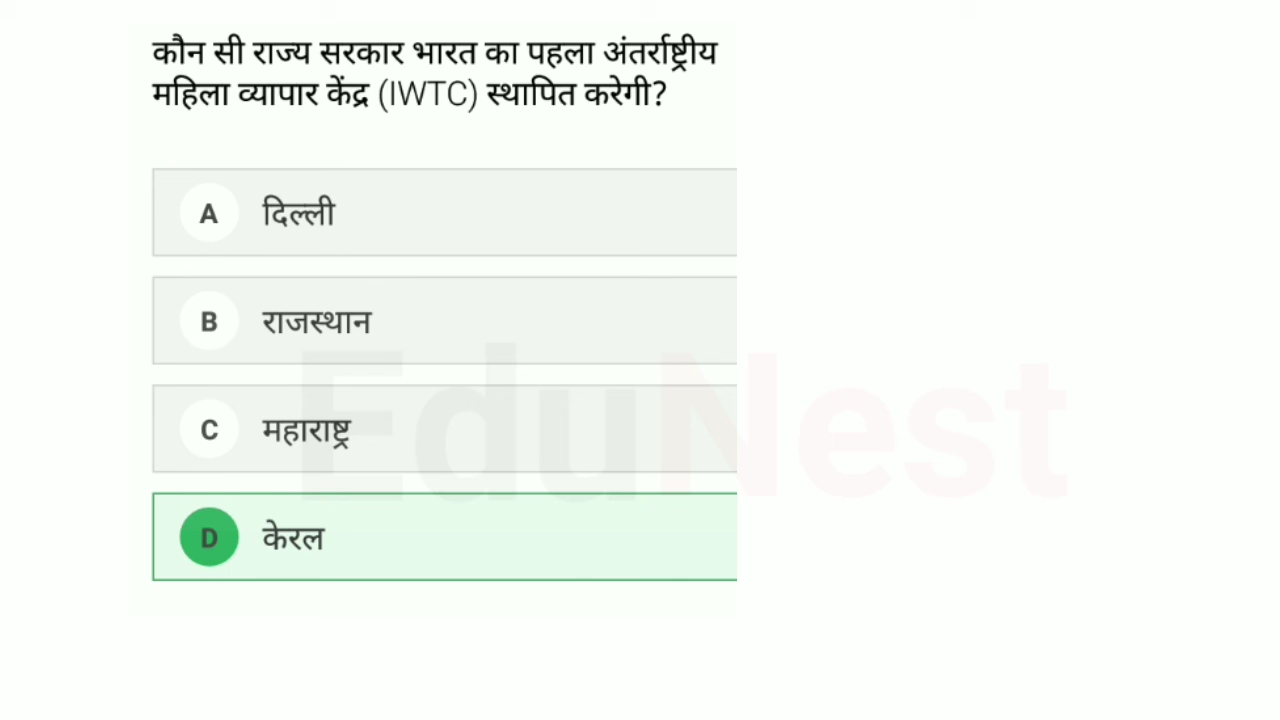 कौन सी राज्य सरकार भारत का पहला अंतर्राष्ट्रीय
महिला व्यापार केंद्र (IWTC) स्थापित करेगी?
A दिल्ली
B राजस्थान
C महाराष्ट्र
D केरल
EduNest